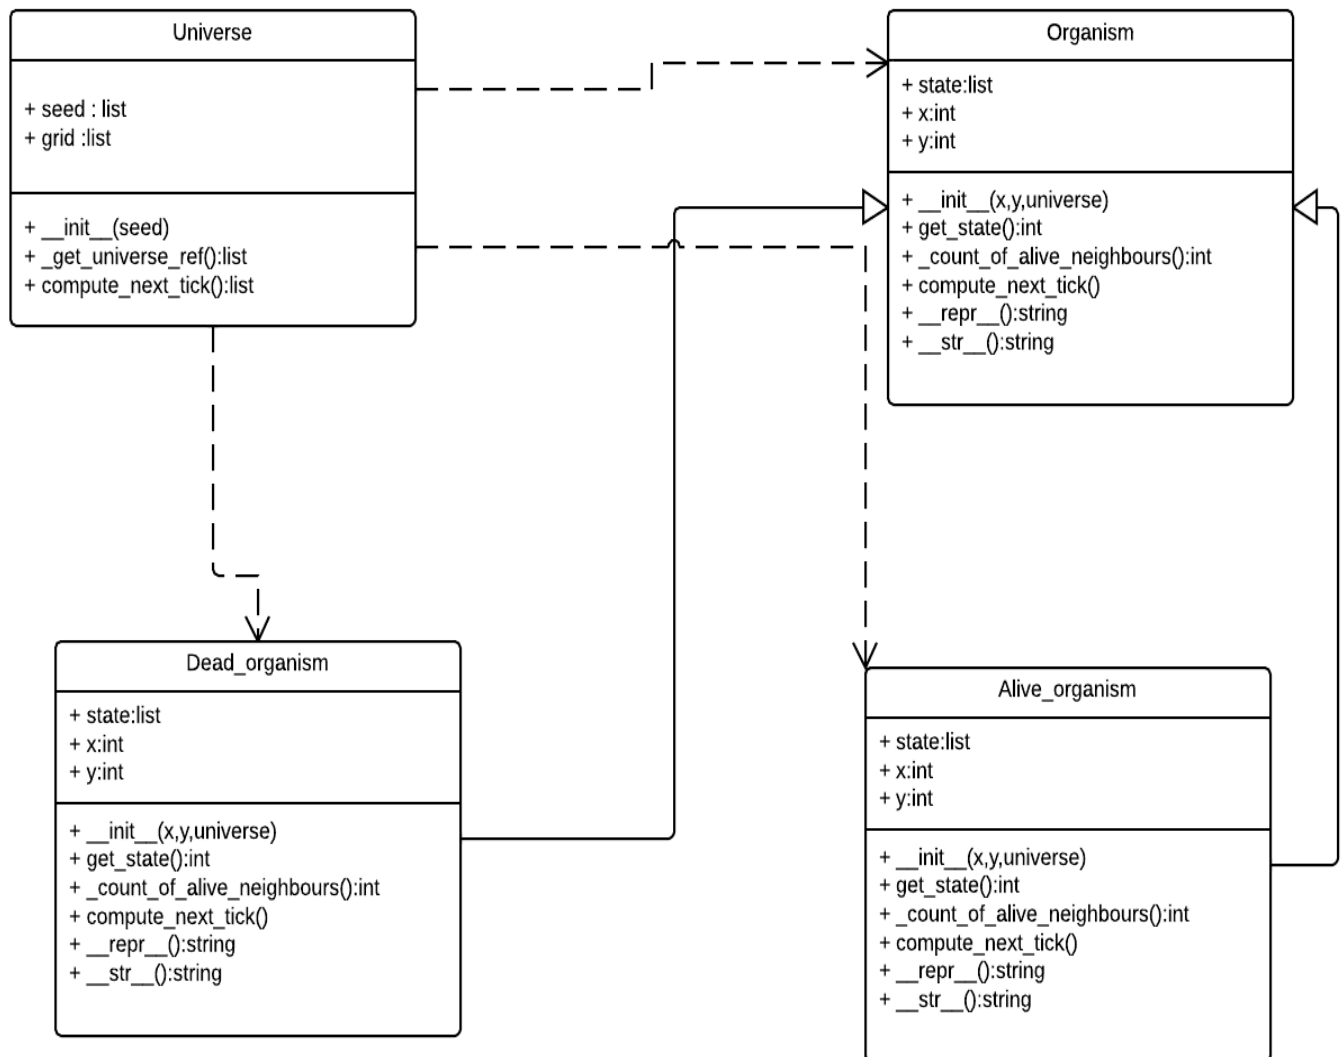 Universe
+ seed : list
+ grid :list
+ __init__(seed)
+ _get_universe_ref():list
+ compute_next_tick():list
Organism
+ state:list
+ x:int
+ y:int
+ __init__(x,y,universe)
+ get_state():int
+ _count_of_alive_neighbours():int
+ compute_next_tick()
+ __repr__():string
+ __str__():string
Dead_organism
+ state:list
+ x:int
+ y:int
+ __init__(x,y,universe)
+ get_state():int
+ _count_of_alive_neighbours():int
+ compute_next_tick()
+ __repr__():string
+ __str__():string
Alive_organism
+ state:list
+ x:int
+ y:int
+ __init__(x,y,universe)
+ get_state():int
+ _count_of_alive_neighbours():int
+ compute_next_tick()
+ __repr__():string
+ __str__():string